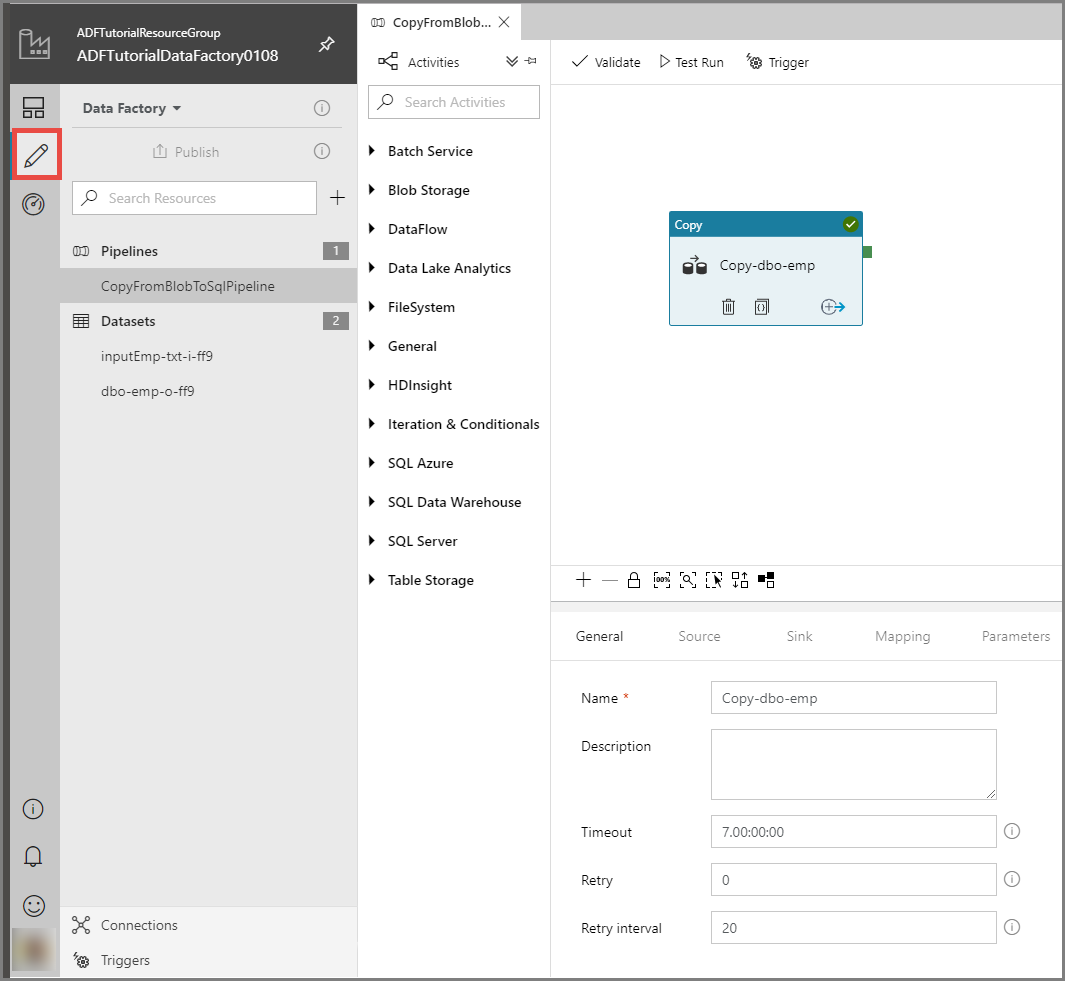 ADFTutorialResourceGroup
ADFTutorialDataFactory0108
Data Factory
Publish
Search Resources
Pipelines 1
CopyFromBlobToSqlPipeline
Datasets 2
inputEmp-txt-i-ff9
dbo-emp-o-ff9
Connections
Triggers
CopyFromBlob...
Activities
Search Activities
Batch Service
Blob Storage
DataFlow
Data Lake Analytics
FileSystem
General
HDInsight
Iteration & Conditionals
SQL Azure
SQL Data Warehouse
SQL Server
Table Storage
Validate Test Run Trigger
Copy
Copy-dbo-emp
100%
General Source Sink Mapping Parameters
Name * Copy-dbo-emp
Description
Timeout 7.00:00:00
Retry 0
Retry interval 20